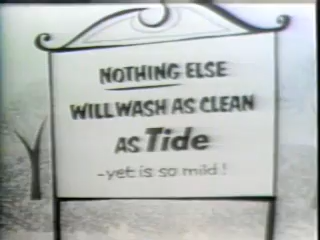 NOTHING ELSE
WILL WASH AS CLEAN
AS Tide
-yet is so mild!